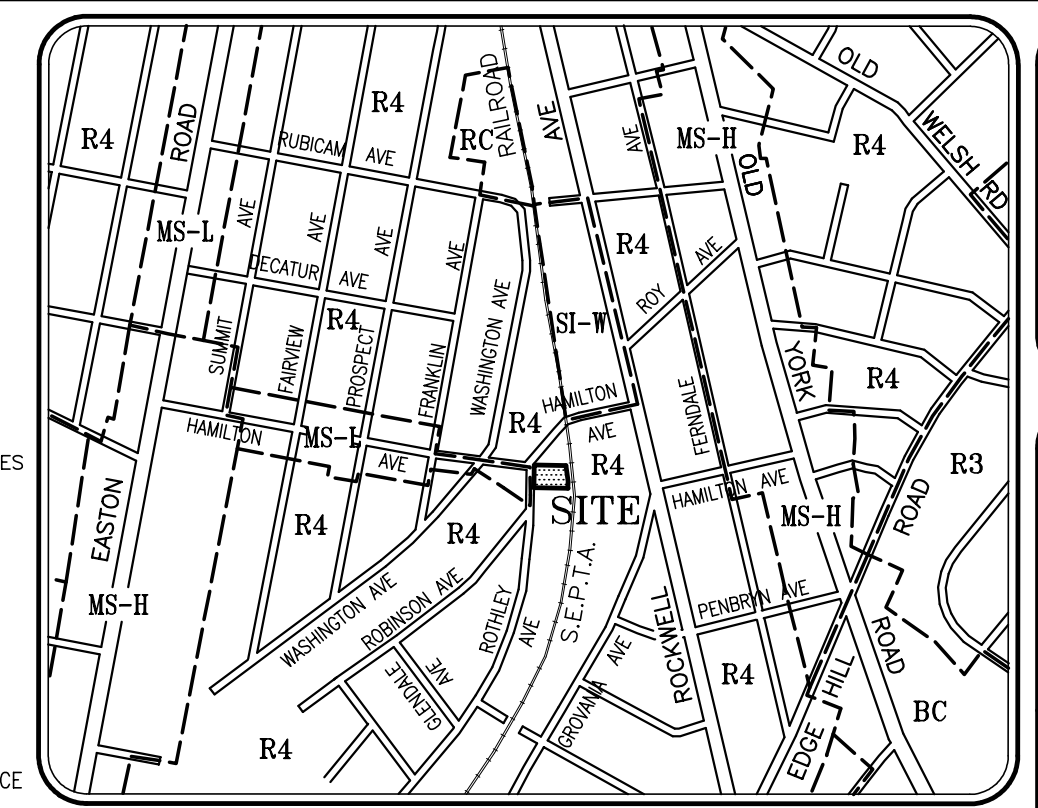 OLD
R4
RAILROAD
ROAD
R4
RC
AVE
AVE
MS-H
R4
WELSH RD
RUBICAM AVE
OLD
AVE
AVE
AVE
AVE
MS-L
R4
AVE
ROY
DECATUR AVE
WASHINGTON AVE
SI-W
R4
SUMMIT
FAIRVIEW
PROSPECT
FRANKLIN
YORK
R4
HAMILTON
AVE
R4
FERNDALE
HAMILTON
AVE
MS-L
R4
ES
R3
HAMILTON AVE
SITE
MS-H
ROAD
EASTON
R4
R4
S.E.P.T.A.
MS-H
WASHINGTON AVE
ROBINSON AVE
ROTHLEY
AVE
PENBRYN AVE
ROCKWELL
ROAD
GLENDALE
AVE
GROVANIA
AVE
R4
HILL
EDGE
BC
R4
CE